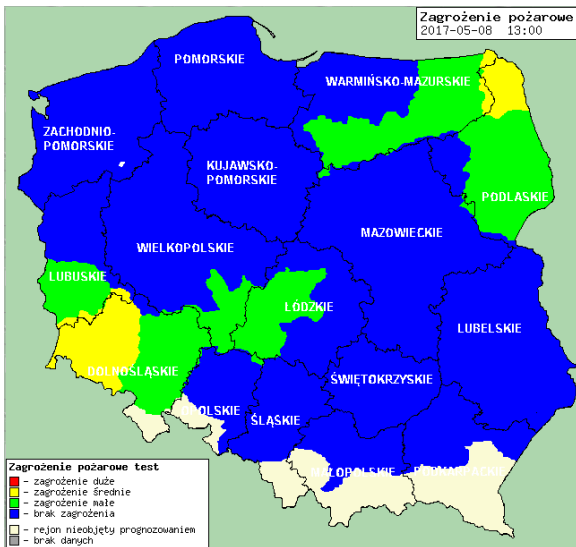 Zagrożenie pożarowe
2017-05-08 13:00
POMORSKIE
WARMIŃSKO-MAZURSKIE
ZACHODNIO-
POMORSKIE
KUJAWSKO-
POMORSKIE
PODLASKIE
MAZOWIECKIE
WIELKOPOLSKIE
LUBUSKIE
ŁÓDZKIE
LUBELSKIE
DOLNOŚLĄSKIE
ŚWIĘTOKRZYSKIE
OPOLSKIE
ŚLĄSKIE
MAŁOPOLSKIE
PODKARPACKIE
Zagrożenie pożarowe test
- zagrożenie duże
- zagrożenie średnie
- zagrożenie małe
- brak zagrożenia
- rejon nieobjęty prognozowaniem
- brak danych